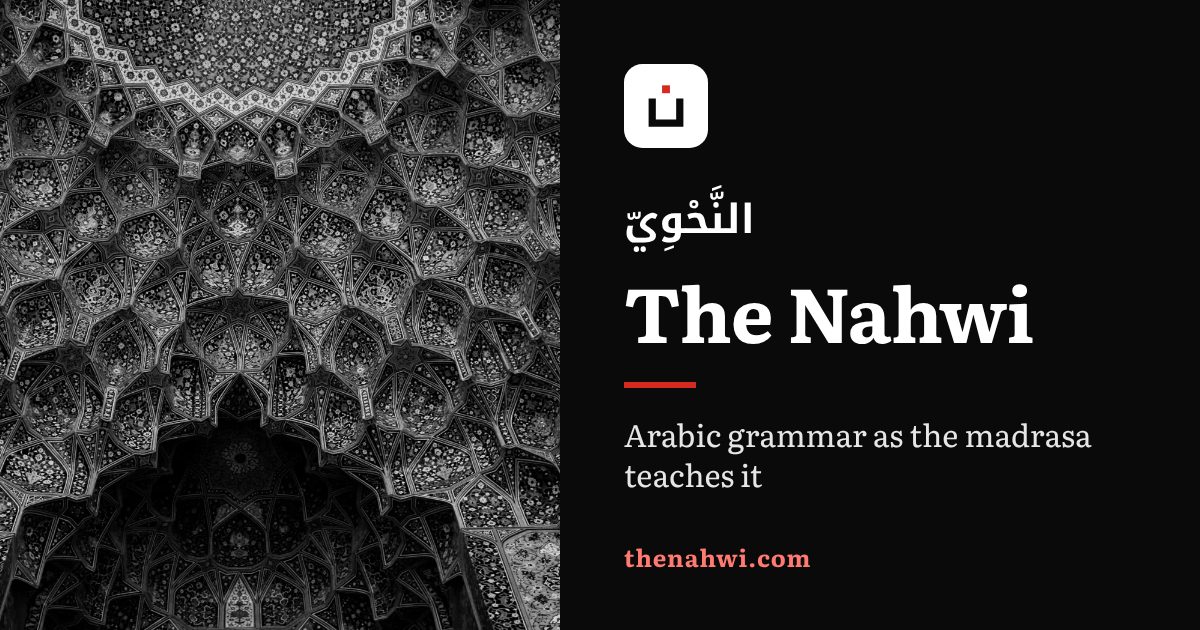 ن
النَّحْوِيّ
The Nahwi
Arabic grammar as the madrasa
teaches it
thenahwi.com